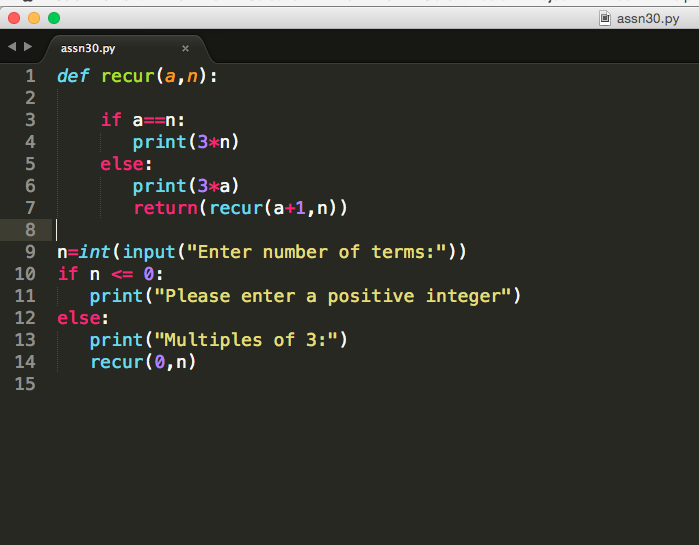 assn30.py
assn30.py ×
1 def recur(a,n):
2
3     if a==n:
4        print(3*n)
5     else:
6        print(3*a)
7        return(recur(a+1,n))
8
9 n=int(input("Enter number of terms:"))
10 if n <= 0:
11    print("Please enter a positive integer")
12 else:
13    print("Multiples of 3:")
14    recur(0,n)
15